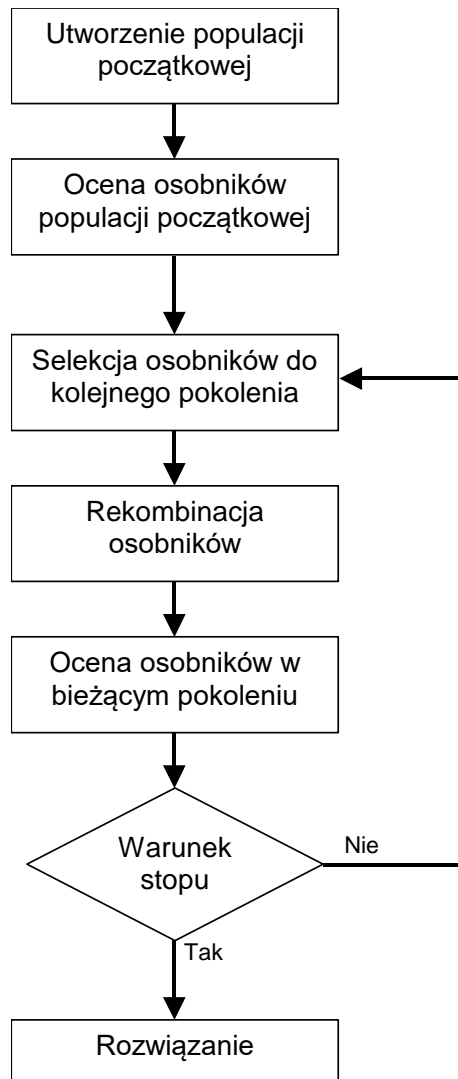 Utworzenie populacji
początkowej
Ocena osobników
populacji początkowej
Selekcja osobników do
kolejnego pokolenia
Rekombinacja
osobników
Ocena osobników w
bieżącym pokoleniu
Warunek
stopu
Nie
Tak
Rozwiązanie